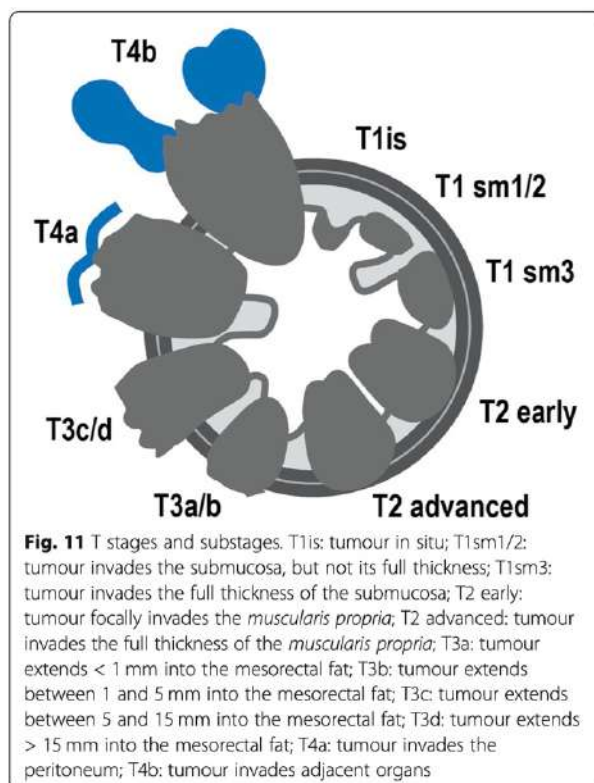 T4b
T1is
T1 sm1/2
T4a
T1 sm3
T3c/d
T2 early
T3a/b
T2 advanced
Fig. 11 T stages and substages. T1is: tumour in situ; T1sm1/2:
tumour invades the submucosa, but not its full thickness; T1sm3:
tumour invades the full thickness of the submucosa; T2 early:
tumour focally invades the muscularis propria; T2 advanced: tumour
invades the full thickness of the muscularis propria; T3a: tumour
extends < 1 mm into the mesorectal fat; T3b: tumour extends
between 1 and 5 mm into the mesorectal fat; T3c: tumour extends
between 5 and 15 mm into the mesorectal fat; T3d: tumour extends
> 15 mm into the mesorectal fat; T4a: tumour invades the
peritoneum; T4b: tumour invades adjacent organs